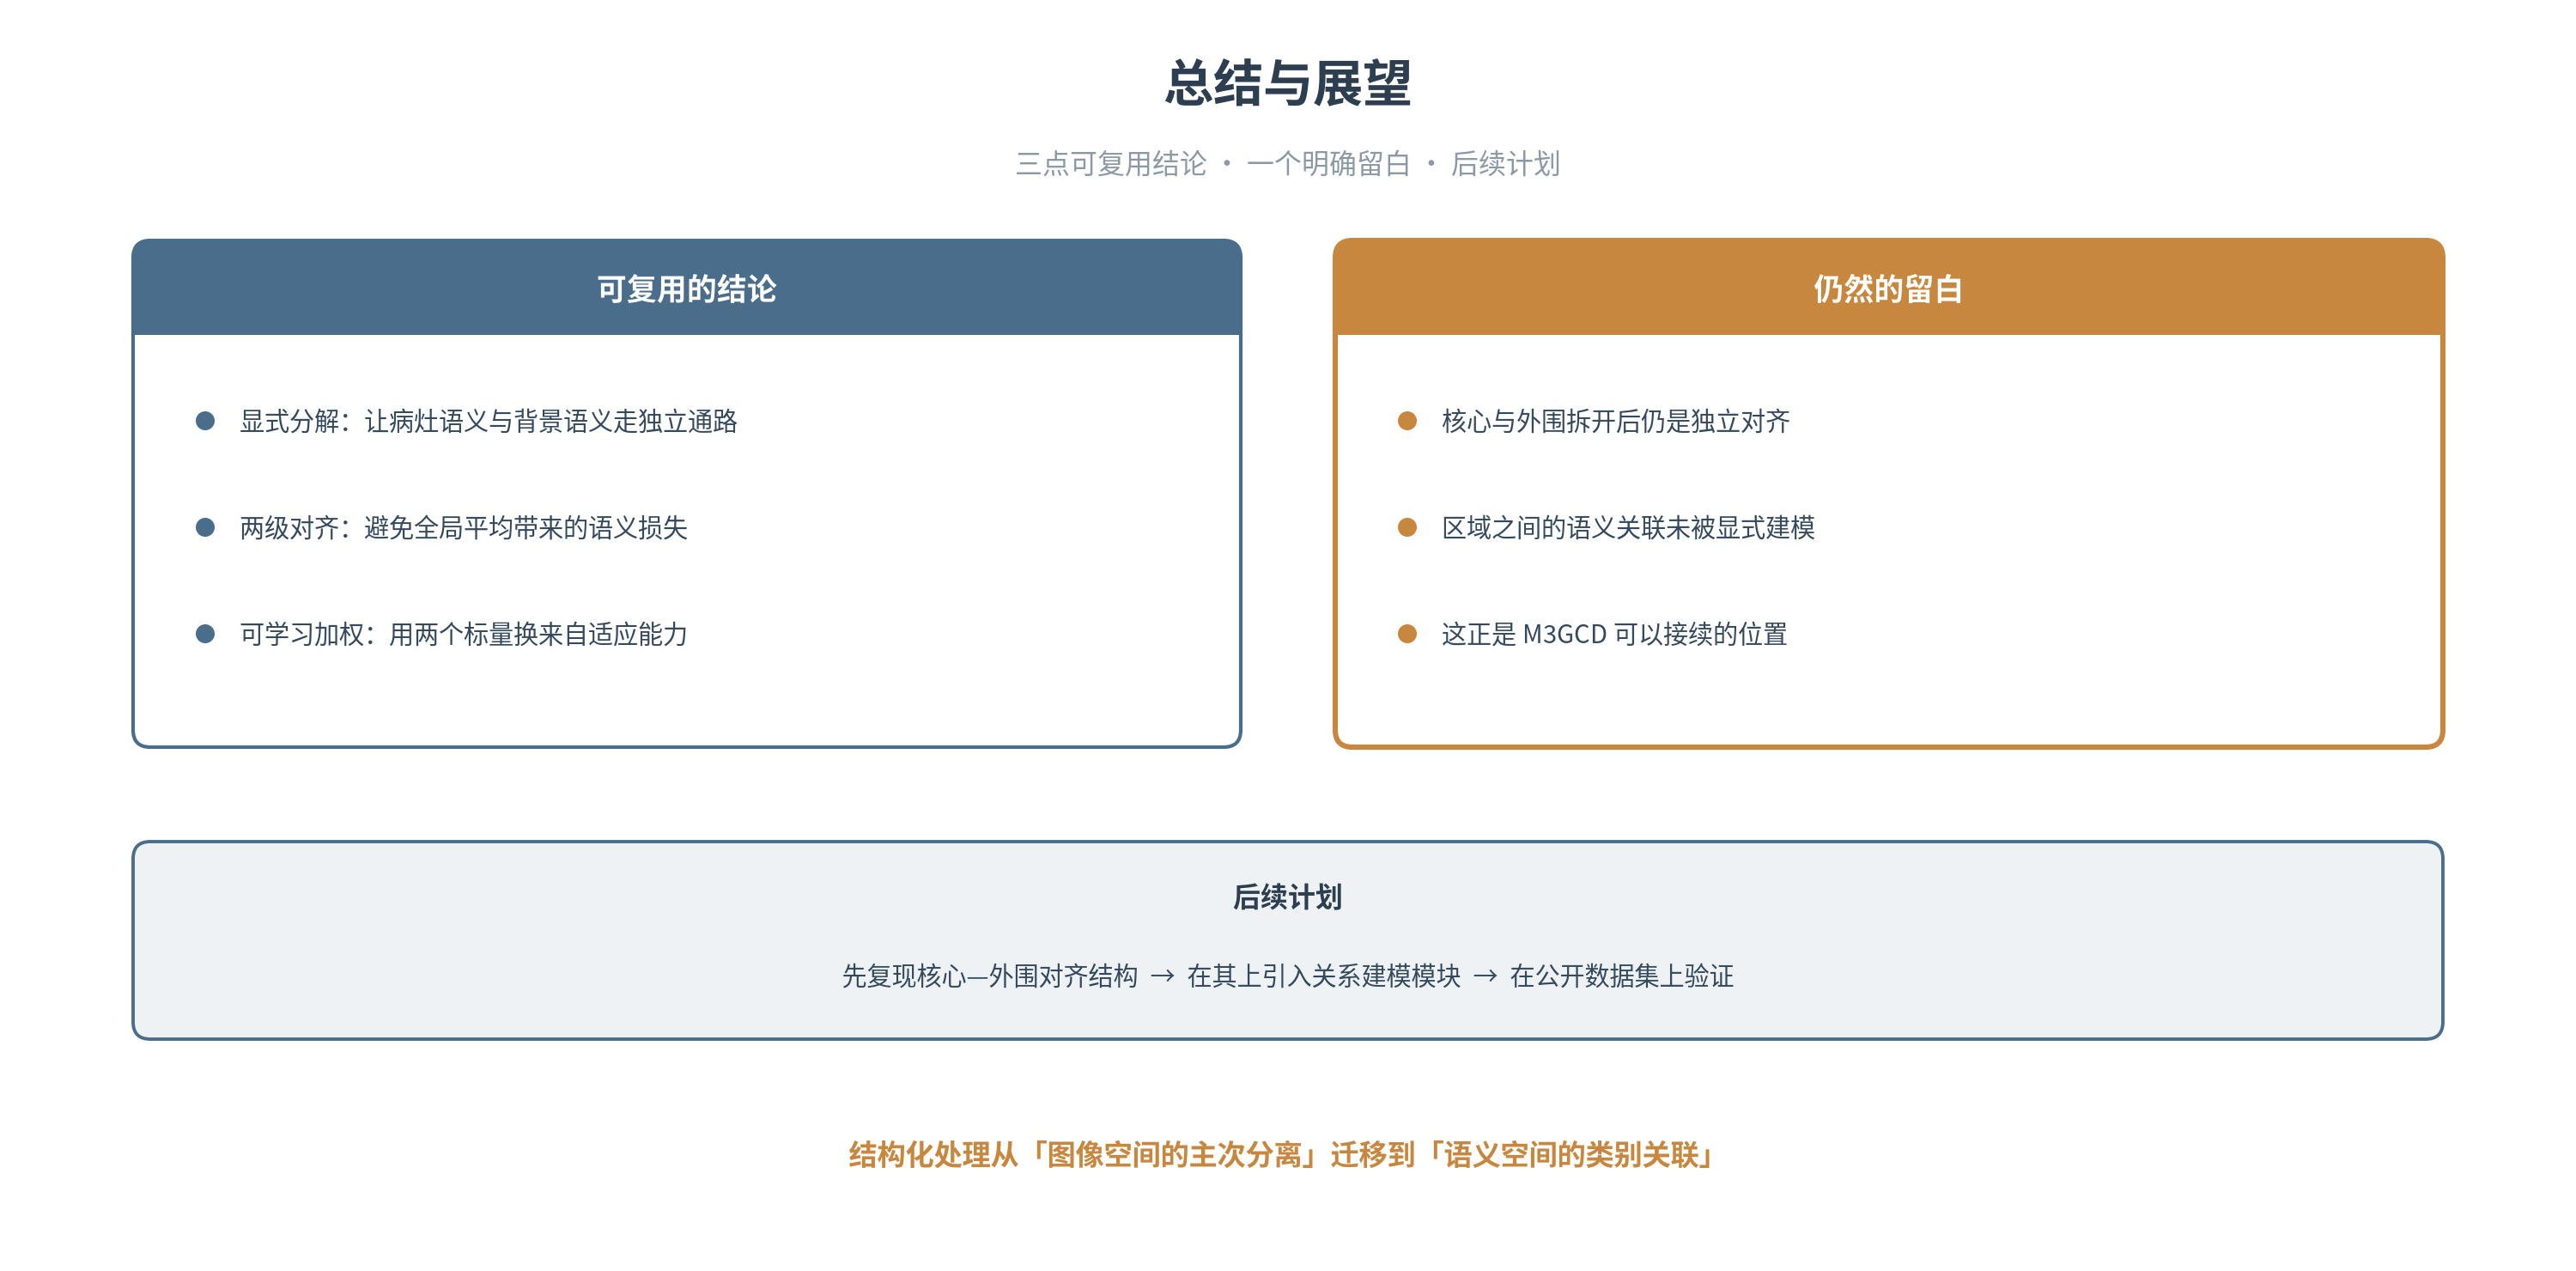 总结与展望
三点可复用结论 · 一个明确留白 · 后续计划
可复用的结论
显式分解：让病灶语义与背景语义走独立通路
两级对齐：避免全局平均带来的语义损失
可学习加权：用两个标量换来自适应能力
仍然的留白
核心与外围拆开后仍是独立对齐
区域之间的语义关联未被显式建模
这正是 M3GCD 可以接续的位置
后续计划
先复现核心—外围对齐结构 → 在其上引入关系建模模块 → 在公开数据集上验证
结构化处理从「图像空间的主次分离」迁移到「语义空间的类别关联」